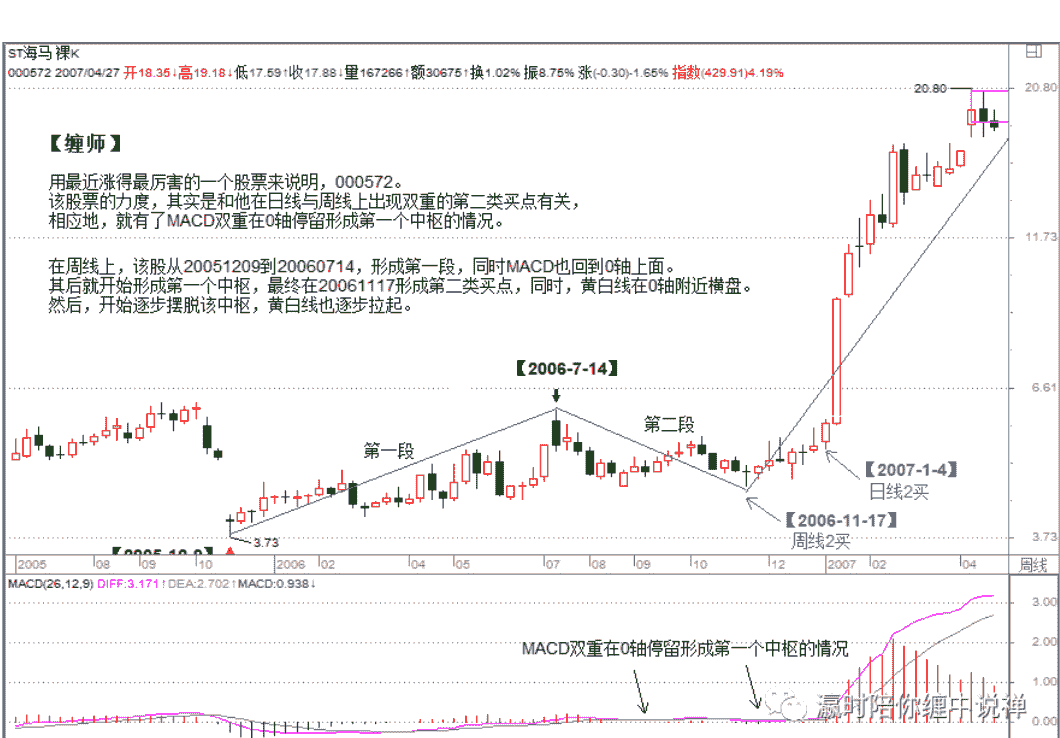 ST海马 裸K
000572 2007/04/27 开18.35↓高19.18↓低17.59↑收17.88↓量167266↑额30675↑换1.02% 振8.75% 涨(-0.30)-1.65% 指数(429.91)4.19%
20.80
20.80
【缠师】
用最近涨得最厉害的一个股票来说明，000572。
该股票的力度，其实是和他在日线与周线上出现双重的第二类买点有关，
相应地，就有了MACD双重在0轴停留形成第一个中枢的情况。
11.73
在周线上，该股从20051209到20060714，形成第一段，同时MACD也回到0轴上面。
其后就开始形成第一个中枢，最终在20061117形成第二类买点，同时，黄白线在0轴附近横盘。
然后，开始逐步摆脱该中枢，黄白线也逐步拉起。
【2006-7-14】
6.61
第一段
第二段
【2007-1-4】
日线2买
【2006-11-17】
周线2买
3.73
3.73
2005 08 09 10 2006 02 04 05 07 08 09 10 12 2007 02 04 周线
MACD(26,12,9) DIFF:3.171↑DEA:2.702↑MACD:0.938↓
3.00
MACD双重在0轴停留形成第一个中枢的情况
2.00
1.00
瀛时陪你缠中说禅
0.00